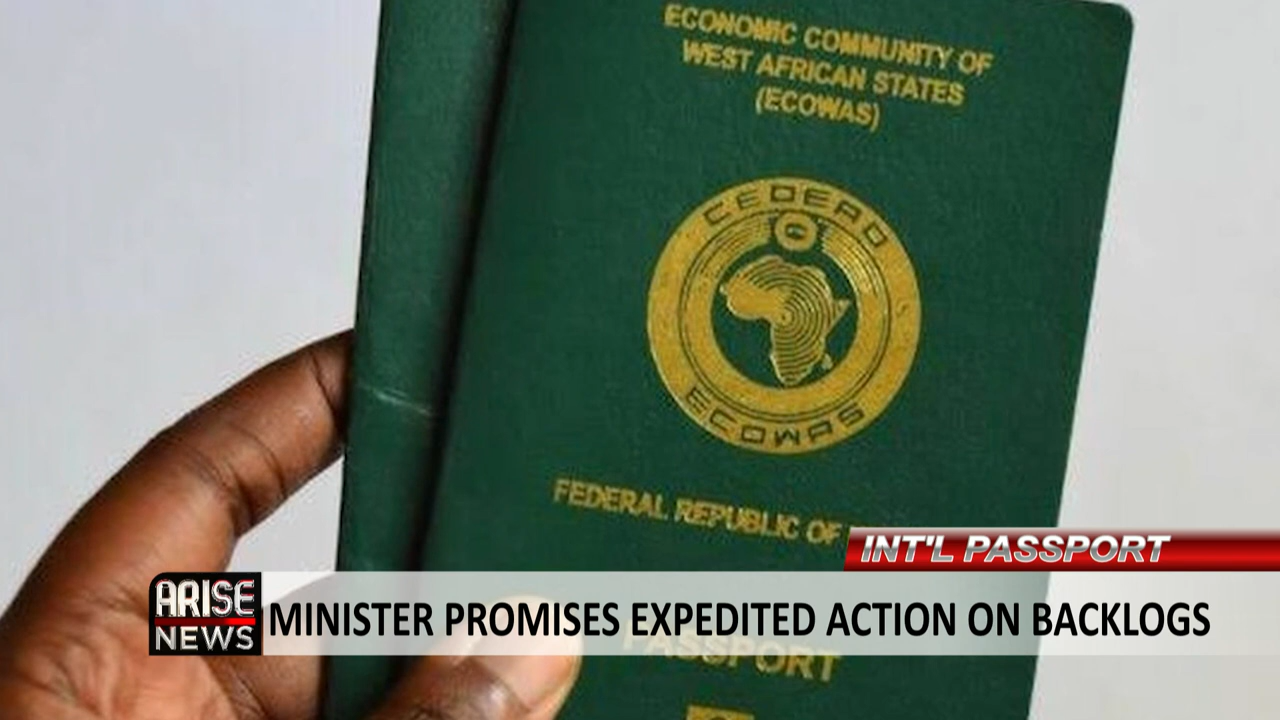 ECONOMIC COMMUNITY OF
WEST AFRICAN STATES
(ECOWAS)
CEDEAO
ECOWAS
FEDERAL REPUBLIC OF
INT'L PASSPORT
ARISE
NEWS
MINISTER PROMISES EXPEDITED ACTION ON BACKLOGS
PASSPORT